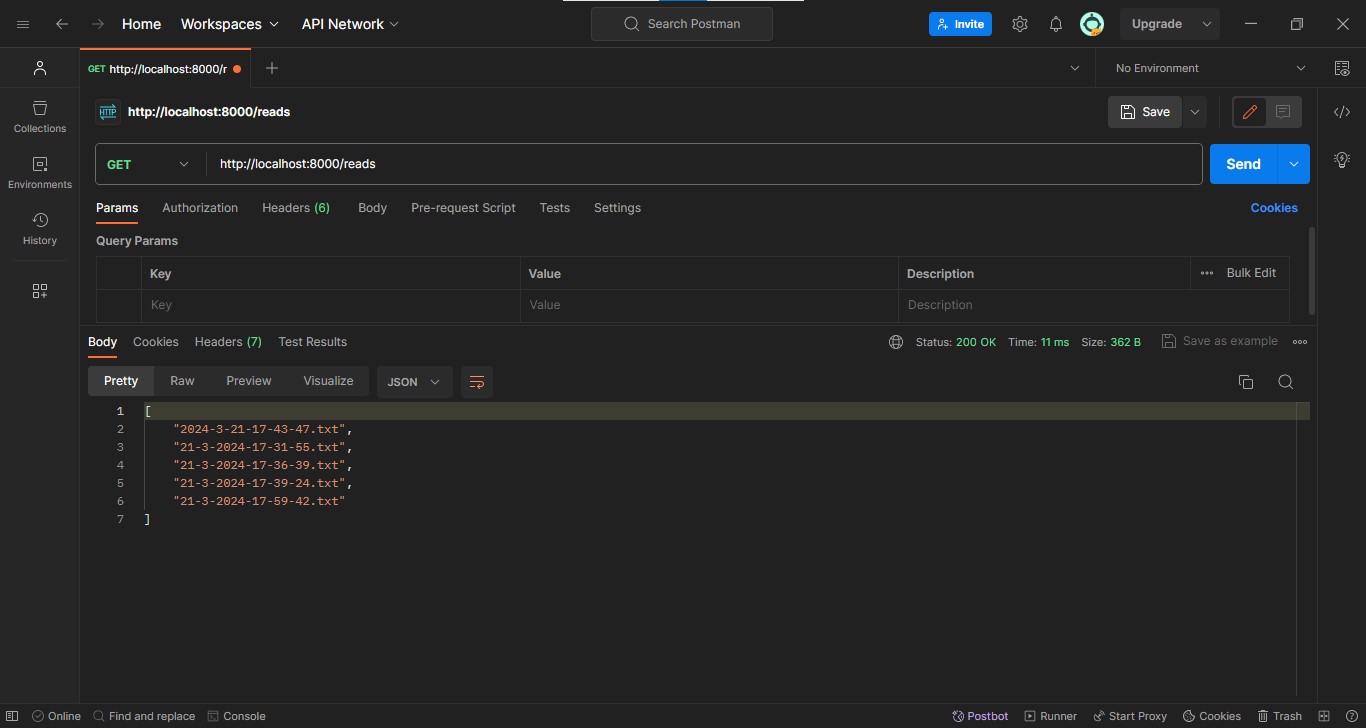 Home Workspaces API Network Search Postman Invite Upgrade
GET http://localhost:8000/r No Environment
HTTP http://localhost:8000/reads Save
Collections
GET http://localhost:8000/reads Send
Environments
Params Authorization Headers (6) Body Pre-request Script Tests Settings Cookies
History
Query Params
Key Value Description Bulk Edit
Key Value Description
Body Cookies Headers (7) Test Results Status: 200 OK Time: 11 ms Size: 362 B Save as example
Pretty Raw Preview Visualize JSON
1 [
2 "2024-3-21-17-43-47.txt",
3 "21-3-2024-17-31-55.txt",
4 "21-3-2024-17-36-39.txt",
5 "21-3-2024-17-39-24.txt",
6 "21-3-2024-17-59-42.txt"
7 ]
Online Find and replace Console Postbot Runner Start Proxy Cookies Trash